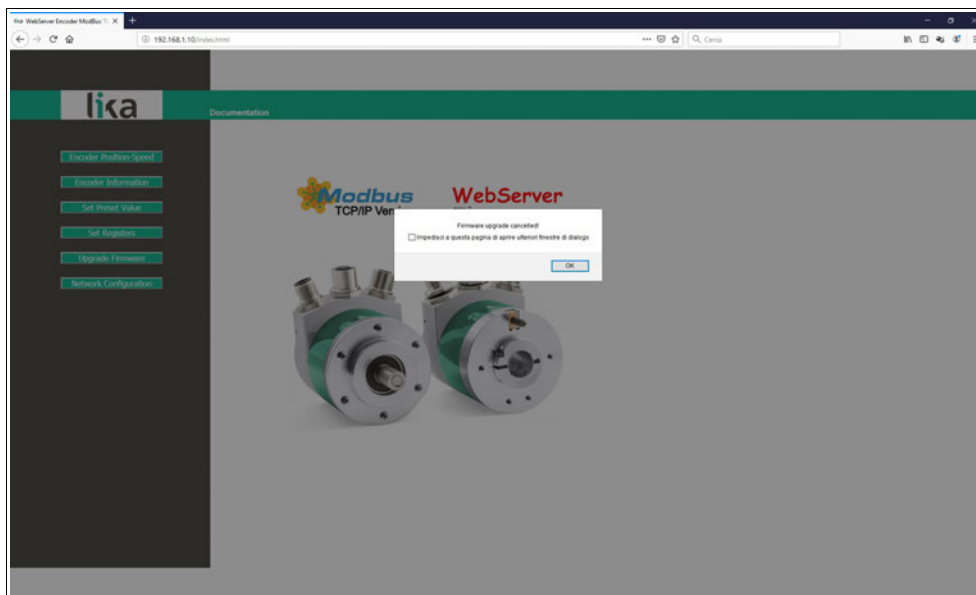 lika WebServer Encoder ModBus TC
192.168.1.10/index.html
Cerca
lika
Documentation
Encoder Position-Speed
Encoder Information
Set Preset Value
Set Registers
Upgrade Firmware
Network Configuration
Modbus
TCP/IP
WebServer
Firmware upgrade cancelled!
Impedisci a questa pagina di aprire ulteriori finestre di dialogo
OK